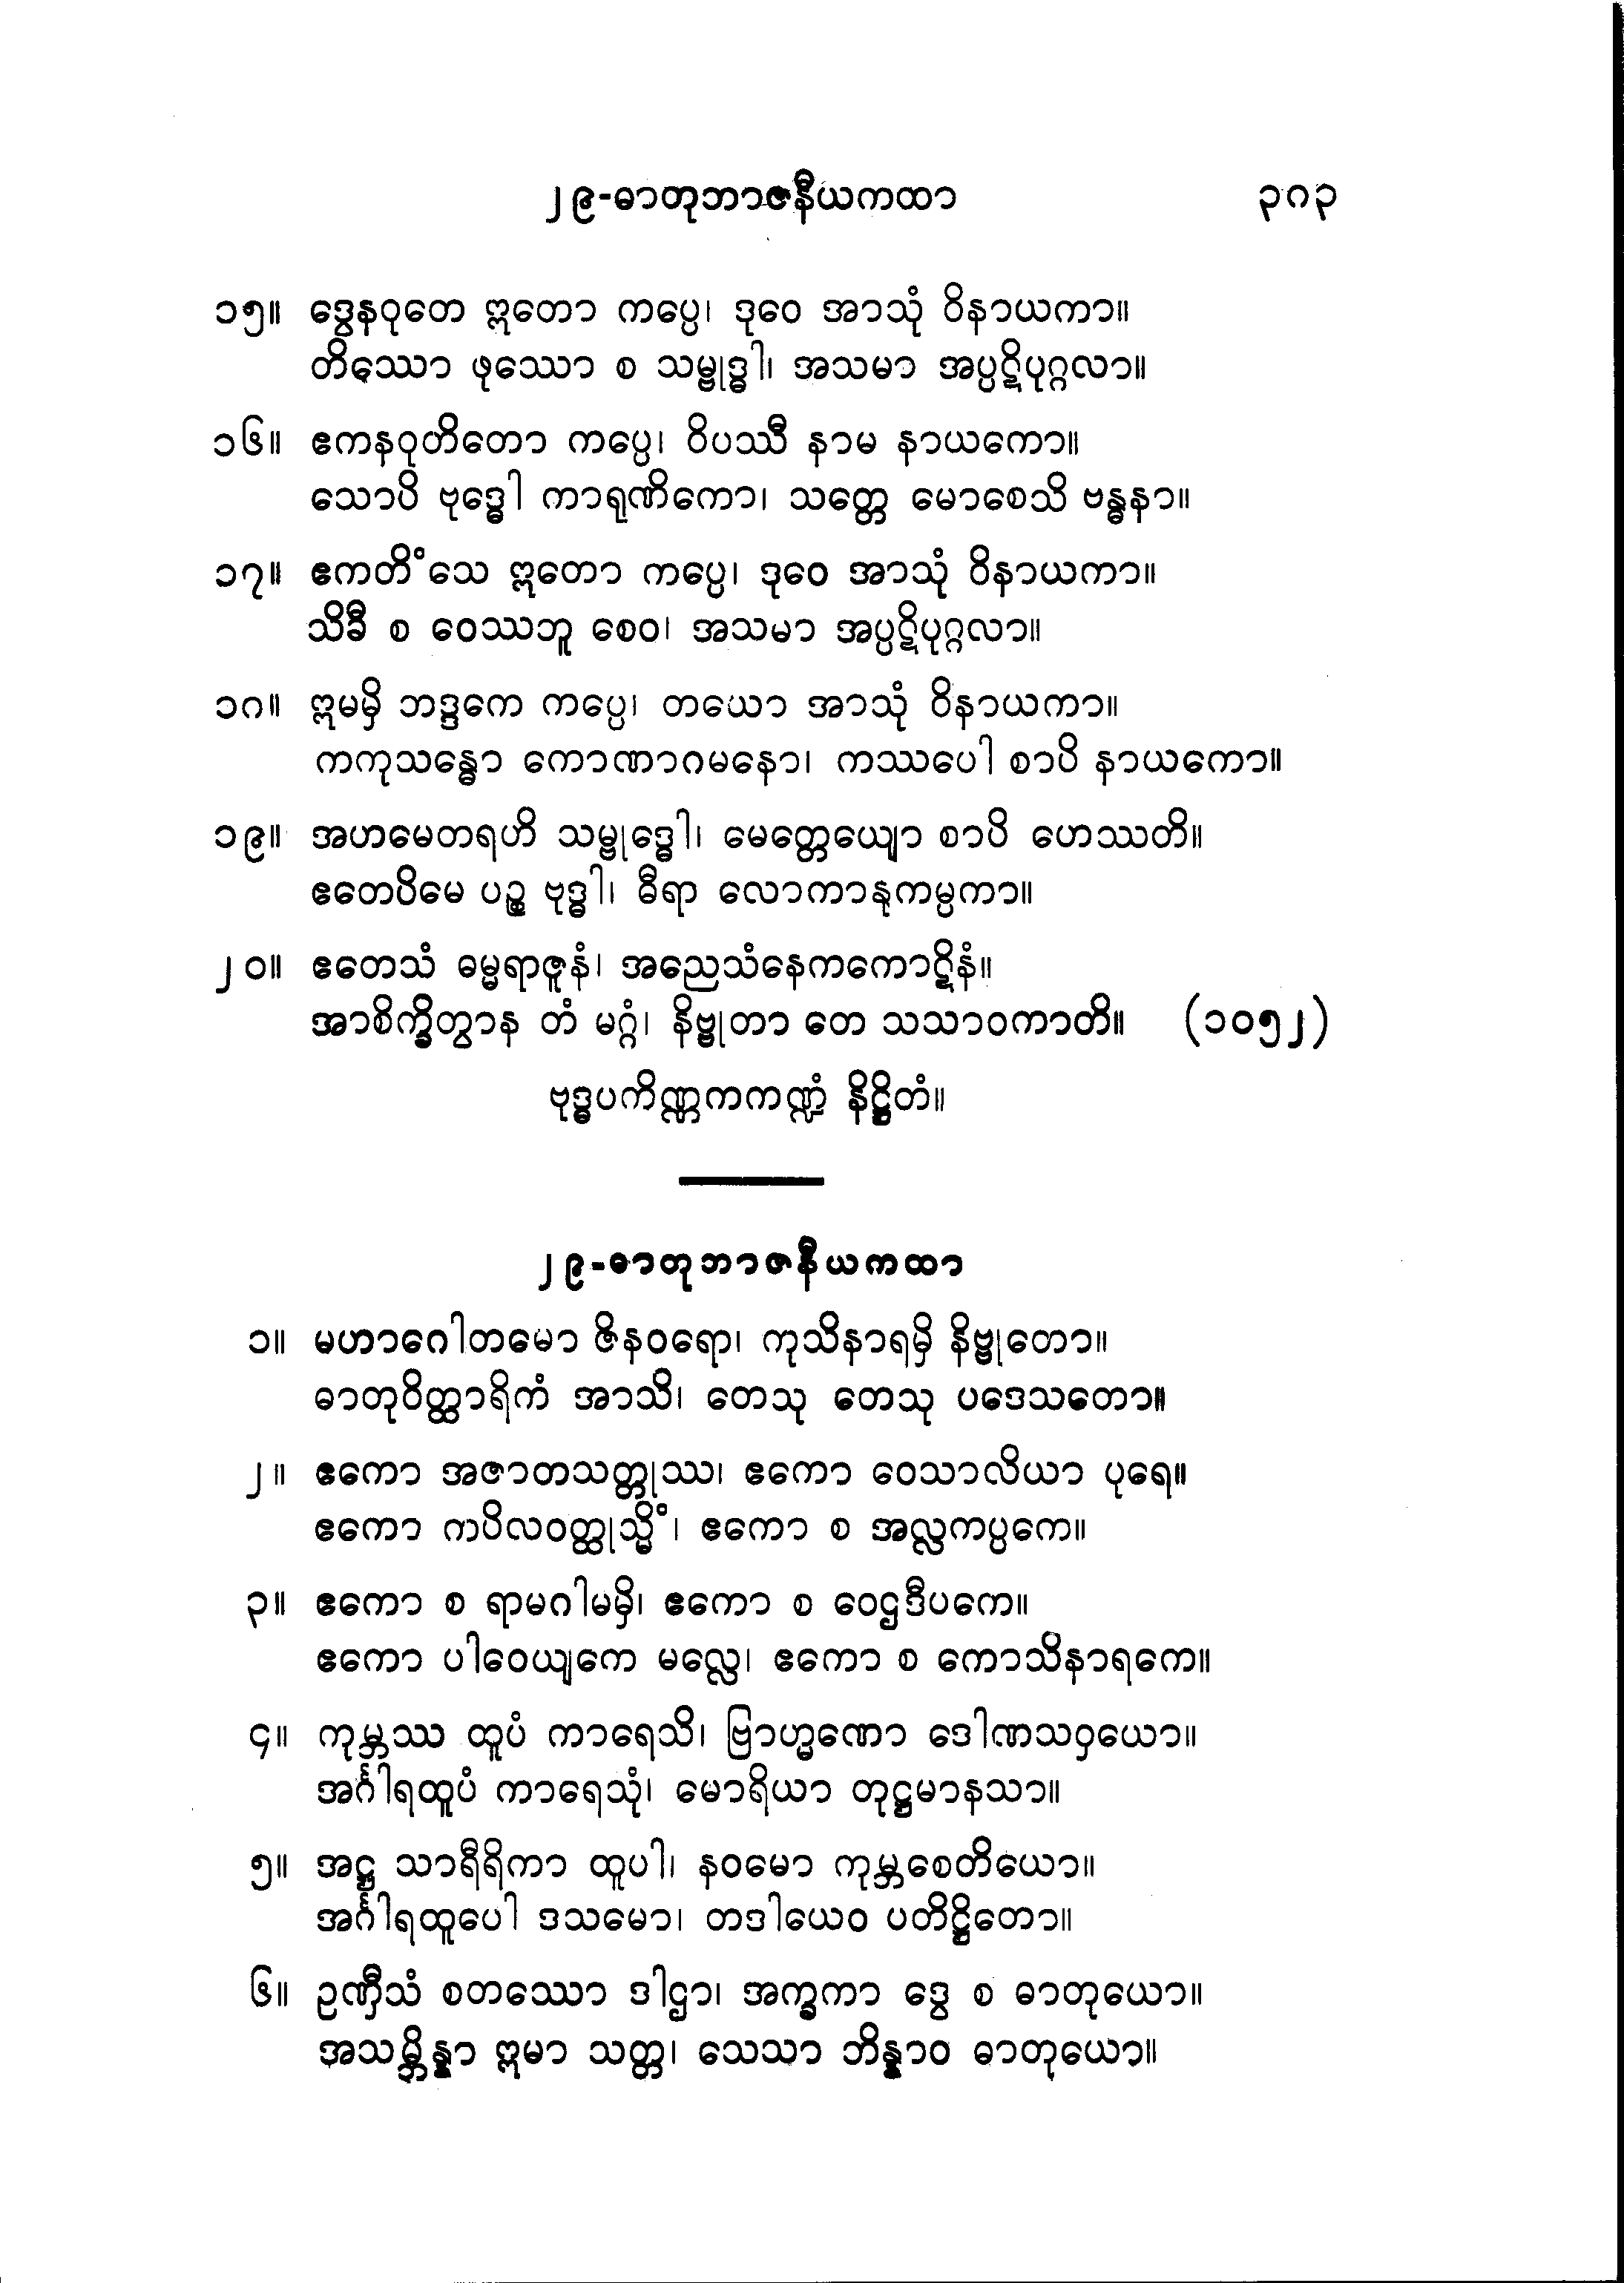 ၂၉-ဓာတုဘာဇနီယကထာ ၃၈၃
၁၅။ ဒွေနဝုတေ ဣတော ကပ္ပေ၊ ဒုဝေ အာသုံ ဝိနာယကာ။
တိဿော ဖုဿော စ သမ္ဗုဒ္ဓါ၊ အသမာ အပ္ပဋိပုဂ္ဂလာ။
၁၆။ ဧကနဝုတိတော ကပ္ပေ၊ ဝိပဿီ နာမ နာယကော။
သောပိ ဗုဒ္ဓေါ ကာရုဏိကော၊ သတ္တေ မောစေသိ ဗန္ဓနာ။
၁၇။ ဧကတိံသေ ဣတော ကပ္ပေ၊ ဒုဝေ အာသုံ ဝိနာယကာ။
သိခီ စ ဝေဿဘူ စေဝ၊ အသမာ အပ္ပဋိပုဂ္ဂလာ။
၁၈။ ဣမမှိ ဘဒ္ဒကေ ကပ္ပေ၊ တယော အာသုံ ဝိနာယကာ။
ကကုသန္ဓော ကောဏာဂမနော၊ ကဿပေါ စာပိ နာယကော။
၁၉။ အဟမေတရဟိ သမ္ဗုဒ္ဓေါ၊ မေတ္တေယျော စာပိ ဟေဿတိ။
ဧတေပိမေ ပဉ္စ ဗုဒ္ဓါ၊ ဓီရာ လောကာနုကမ္ပကာ။
၂၀။ ဧတေသံ ဓမ္မရာဇူနံ၊ အညေသံနေကကောဋိနံ။
အာစိက္ခိတွာန တံ မဂ္ဂံ၊ နိဗ္ဗုတာ တေ သသာဝကာတိ။ (၁၀၅၂)
ဗုဒ္ဓပကိဏ္ဏကကဏ္ဍံ နိဋ္ဌိတံ။
၂၉-ဓာတုဘာဇနီယကထာ
၁။ မဟာဂေါတမော ဇိနဝရော၊ ကုသိနာရမှိ နိဗ္ဗုတော။
ဓာတုဝိတ္ထာရိကံ အာသိ၊ တေသု တေသု ပဒေသတော။
၂။ ဧကော အဇာတသတ္တုဿ၊ ဧကော ဝေသာလိယာ ပုရေ။
ဧကော ကပိလဝတ္ထုသ္မိံ၊ ဧကော စ အလ္လကပ္ပကေ။
၃။ ဧကော စ ရာမဂါမမှိ၊ ဧကော စ ဝေဌဒီပကေ။
ဧကော ပါဝေယျကေ မလ္လေ၊ ဧကော စ ကောသိနာရကေ။
၄။ ကုမ္ဘဿ ထူပံ ကာရေသိ၊ ဗြာဟ္မဏော ဒေါဏသဝှယော။
အင်္ဂါရထူပံ ကာရေသုံ၊ မောရိယာ တုဋ္ဌမာနသာ။
၅။ အဋ္ဌ သာရီရိကာ ထူပါ၊ နဝမော ကုမ္ဘစေတိယော။
အင်္ဂါရထူပေါ ဒသမော၊ တဒါယေဝ ပတိဋ္ဌိတော။
၆။ ဥဏှီသံ စတဿော ဒါဌာ၊ အက္ခကာ ဒွေ စ ဓာတုယော။
အသမ္ဘိန္နာ ဣမာ သတ္တ၊ သေသာ ဘိန္နာဝ ဓာတုယော။